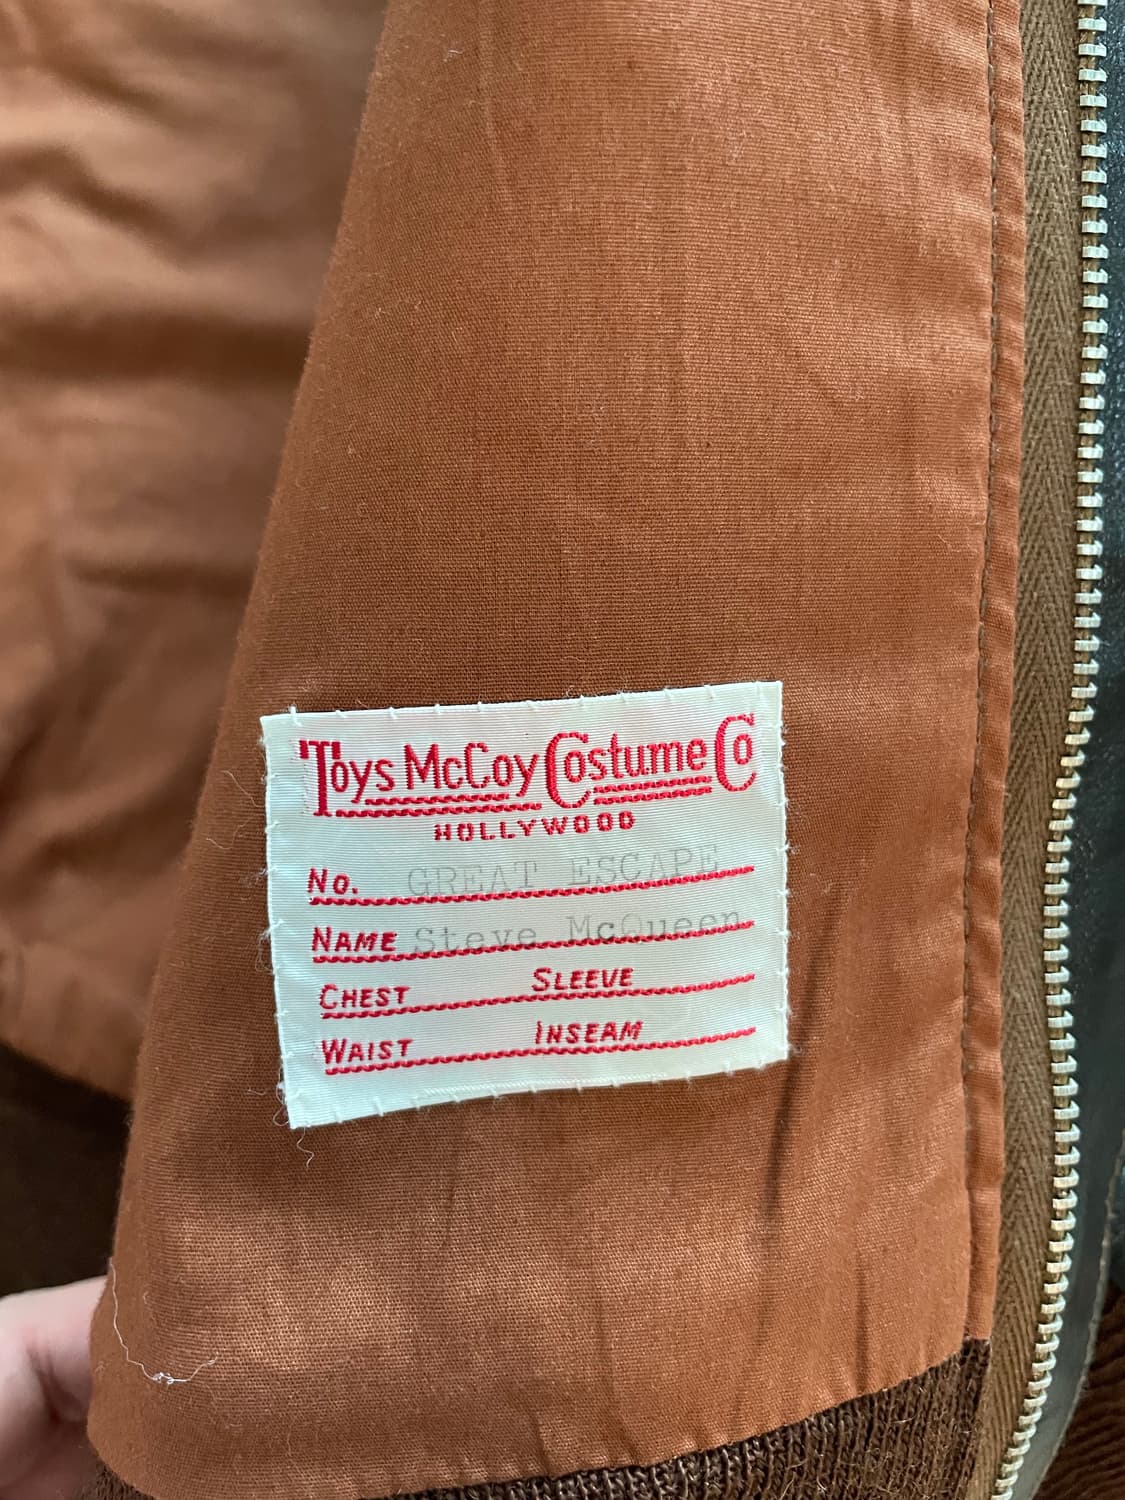 Toys McCoy Costume Co
HOLLYWOOD
No. GREAT ESCAPE
NAME Steve McQueen
CHEST SLEEVE
WAIST INSEAM